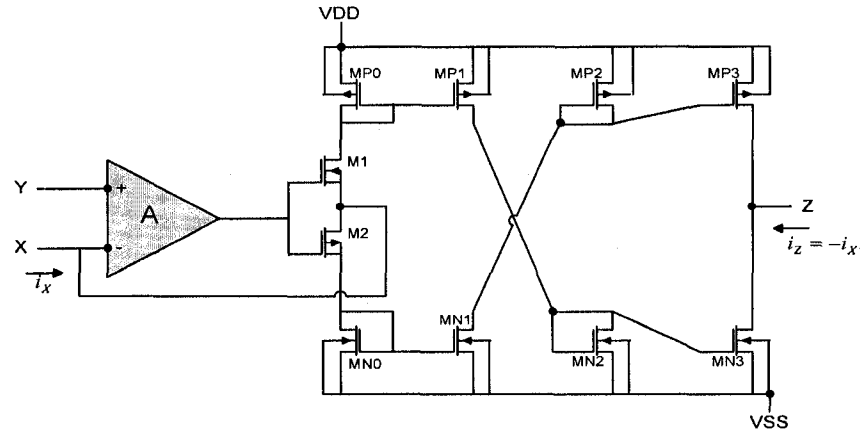 VDD
MP0
MP1
MP2
MP3
M1
Y
+
A
Z
M2
X
-
i_X
i_Z = -i_X
MN1
MN0
MN2
MN3
VSS